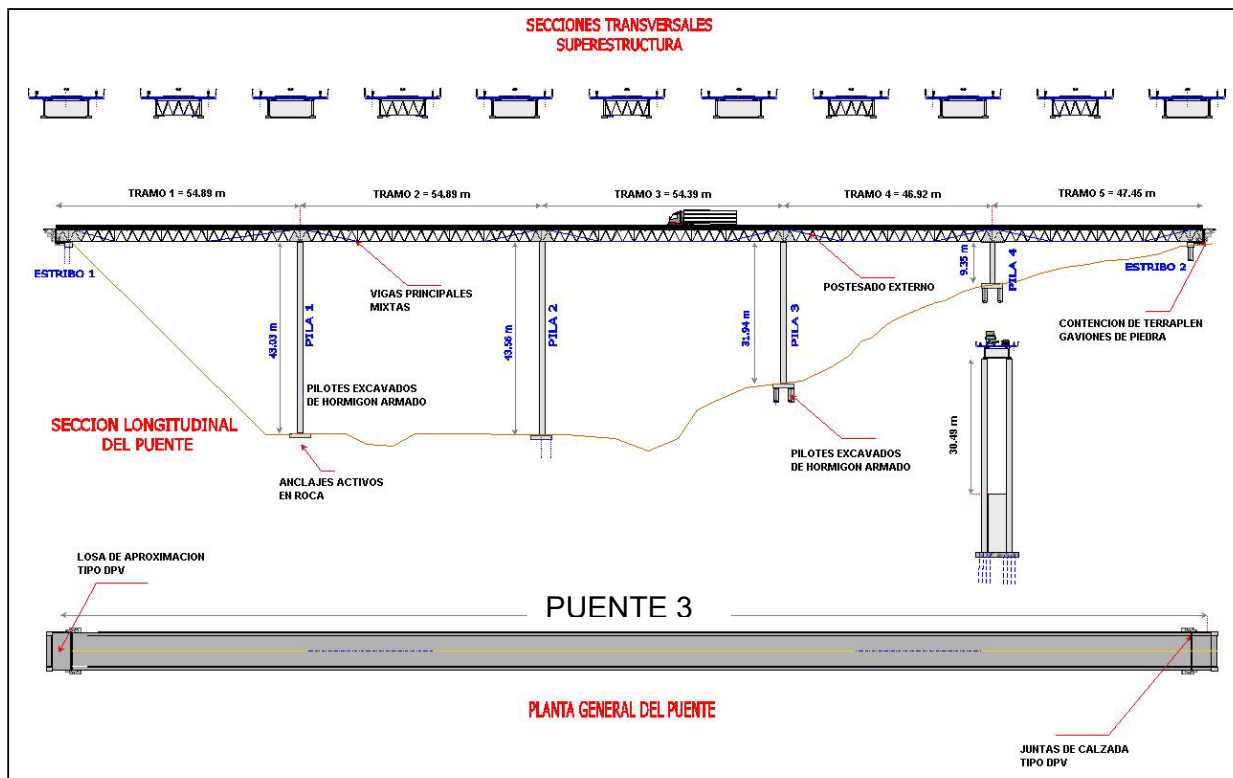 SECCIONES TRANSVERSALES
SUPERESTRUCTURA
TRAMO 1 = 54.89 m
TRAMO 2 = 54.89 m
TRAMO 3 = 54.39 m
TRAMO 4 = 46.92 m
TRAMO 5 = 47.45 m
ESTRIBO 1
43.03 m
PILA 1
VIGAS PRINCIPALES
MIXTAS
43.56 m
PILA 2
31.94 m
PILA 3
POSTESADO EXTERNO
9.35 m
PILA 4
ESTRIBO 2
CONTENCION DE TERRAPLEN
GAVIONES DE PIEDRA
PILOTES EXCAVADOS
DE HORMIGON ARMADO
SECCION LONGITUDINAL
DEL PUENTE
ANCLAJES ACTIVOS
EN ROCA
PILOTES EXCAVADOS
DE HORMIGON ARMADO
30.49 m
LOSA DE APROXIMACION
TIPO DPV
PUENTE 3
PLANTA GENERAL DEL PUENTE
JUNTAS DE CALZADA
TIPO DPV